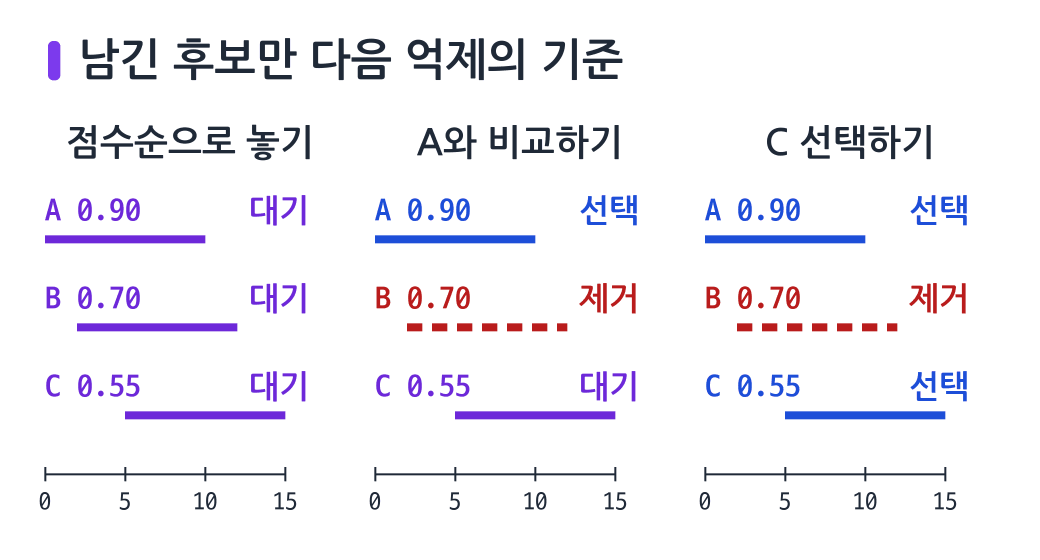 남긴 후보만 다음 억제의 기준
점수순으로 놓기
A 0.90 대기
B 0.70 대기
C 0.55 대기
0 5 10 15
A와 비교하기
A 0.90 선택
B 0.70 제거
C 0.55 대기
0 5 10 15
C 선택하기
A 0.90 선택
B 0.70 제거
C 0.55 선택
0 5 10 15